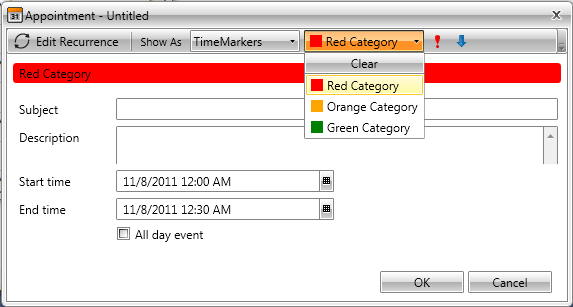 Appointment - Untitled
Edit Recurrence Show As TimeMarkers Red Category
Clear
Red Category
Red Category
Orange Category
Green Category
Subject
Description
Start time 11/8/2011 12:00 AM
End time 11/8/2011 12:30 AM
All day event
OK Cancel